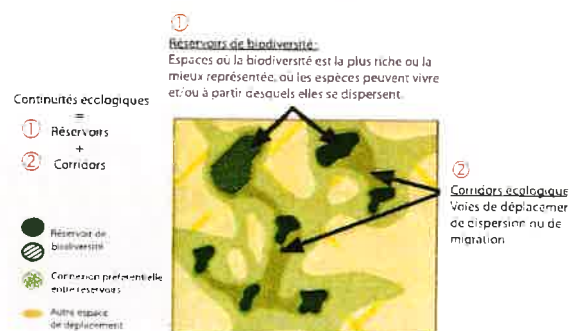 ①
Réservoirs de biodiversité:
Espaces où la biodiversité est la plus riche ou la
mieux représentée, où les espèces peuvent vivre
et/ou à partir desquels elles se dispersent.
Continuités écologiques
=
① Réservoirs
+
② Corridors
②
Corridors écologique
Voies de déplacemer
de dispersion ou de
migration
Réservoir de
biodiversité
Connexion préférentielle
entre réservoirs
Autre espace
de déplacement